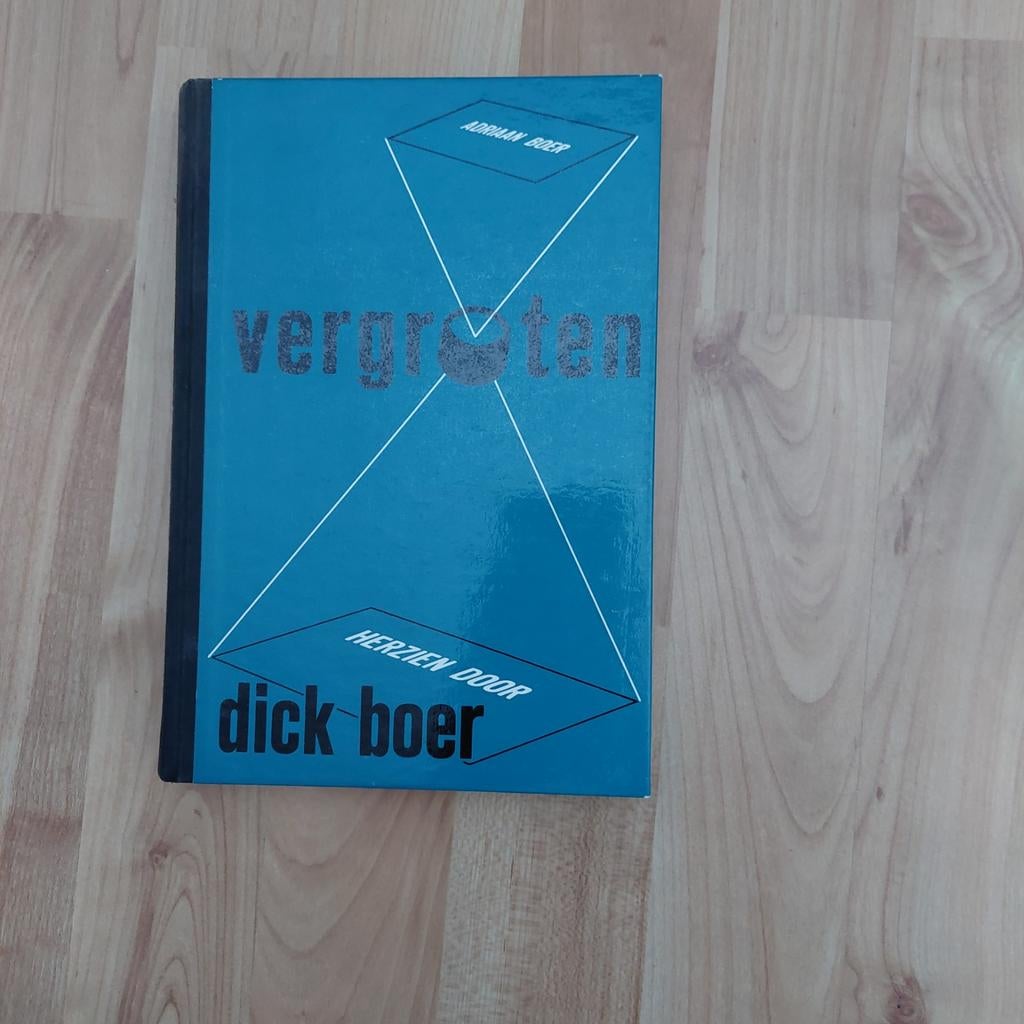 ADRIAAN BOER
vergroten
HERZIEN DOOR
dick boer